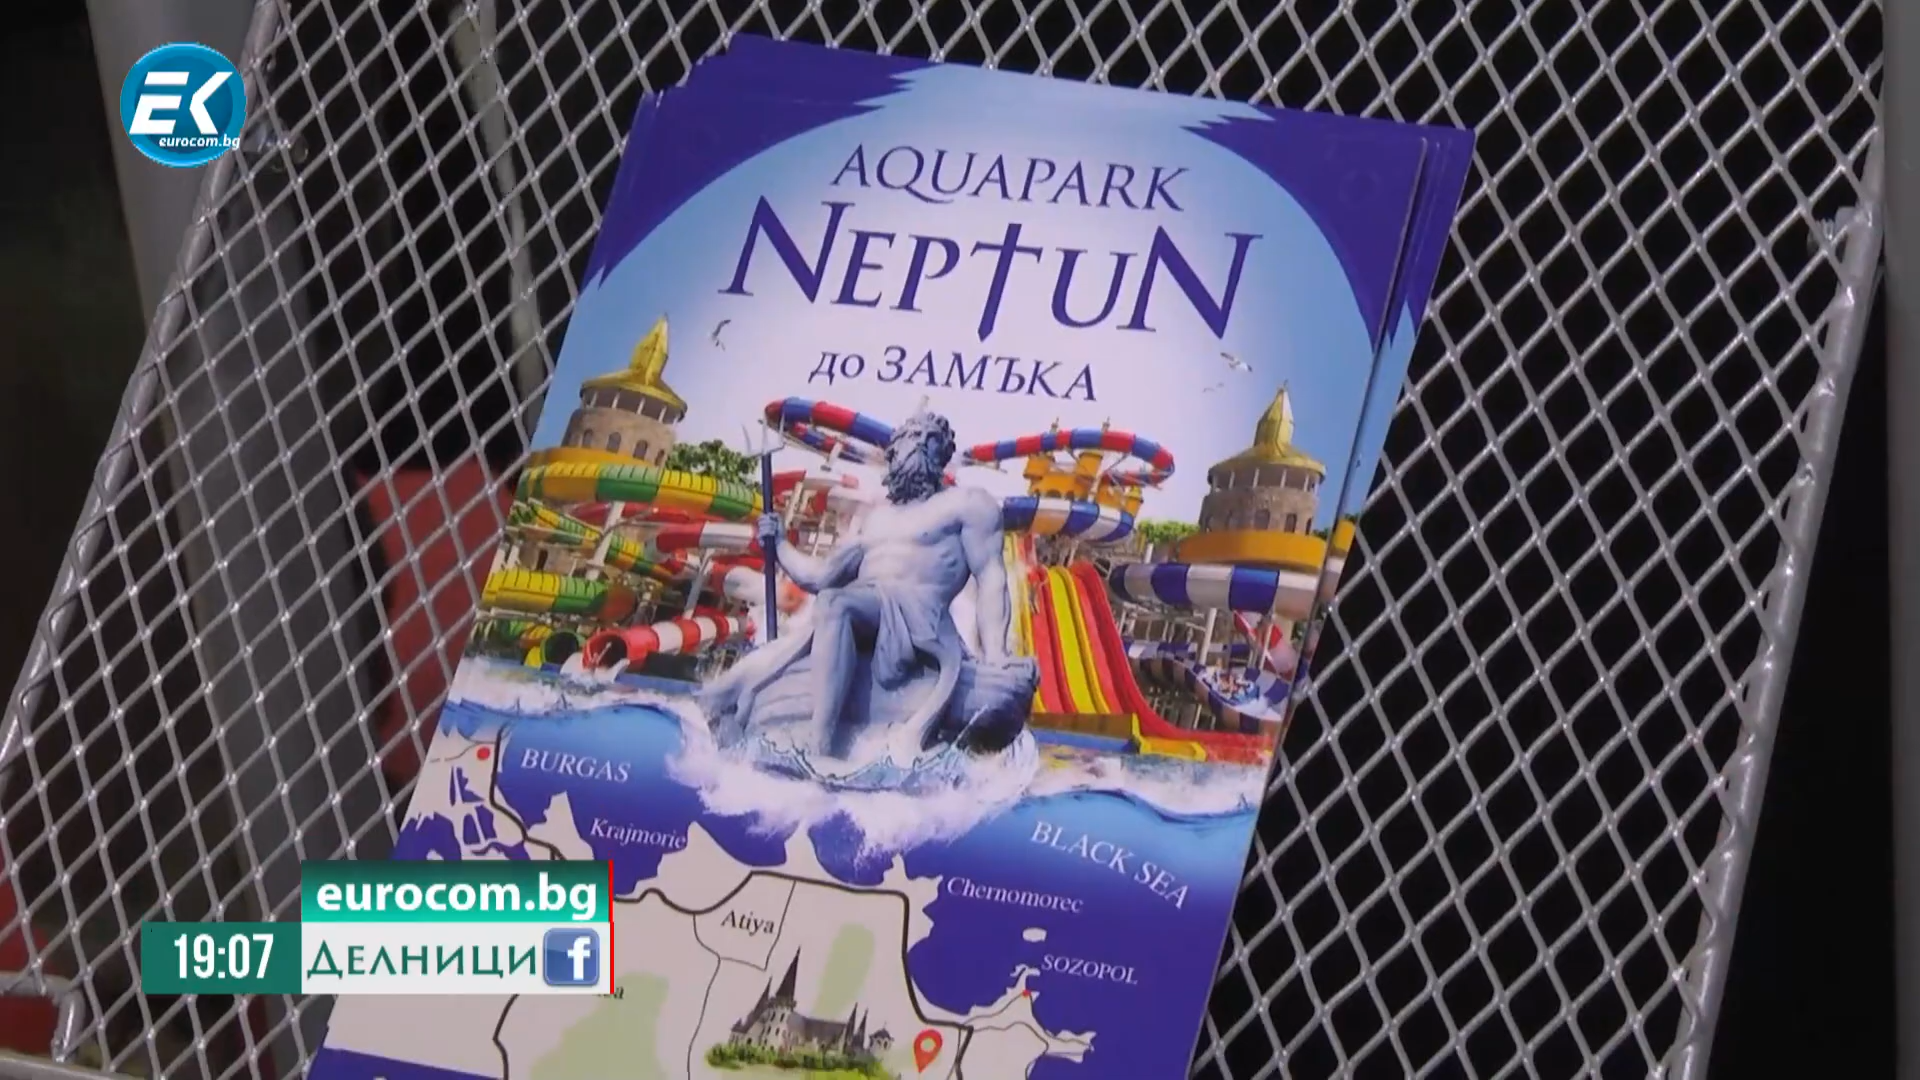 EK
eurocom.bg
AQUAPARK
NEPTUN
до ЗАМЪКА
BURGAS
Krajmorie
BLACK SEA
Chernomorec
Atiya
SOZOPOL
eurocom.bg
19:07 ДЕЛНИЦИ f